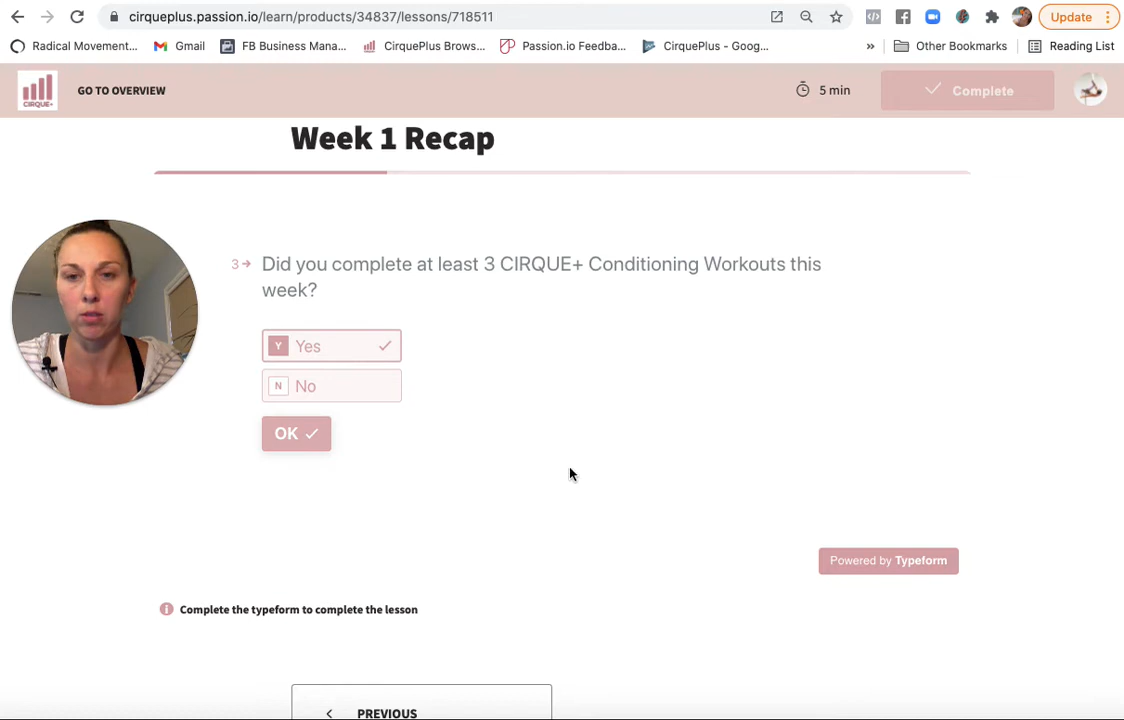 cirqueplus.passion.io/learn/products/34837/lessons/718511
Update
Radical Movement...
Gmail
FB Business Mana...
CirquePlus Brows...
Passion.io Feedba...
CirquePlus - Goog...
»
Other Bookmarks
Reading List
CIRQUE+
GO TO OVERVIEW
5 min
Complete
Week 1 Recap
3 Did you complete at least 3 CIRQUE+ Conditioning Workouts this
week?
Y Yes
N No
OK
Powered by Typeform
Complete the typeform to complete the lesson
PREVIOUS